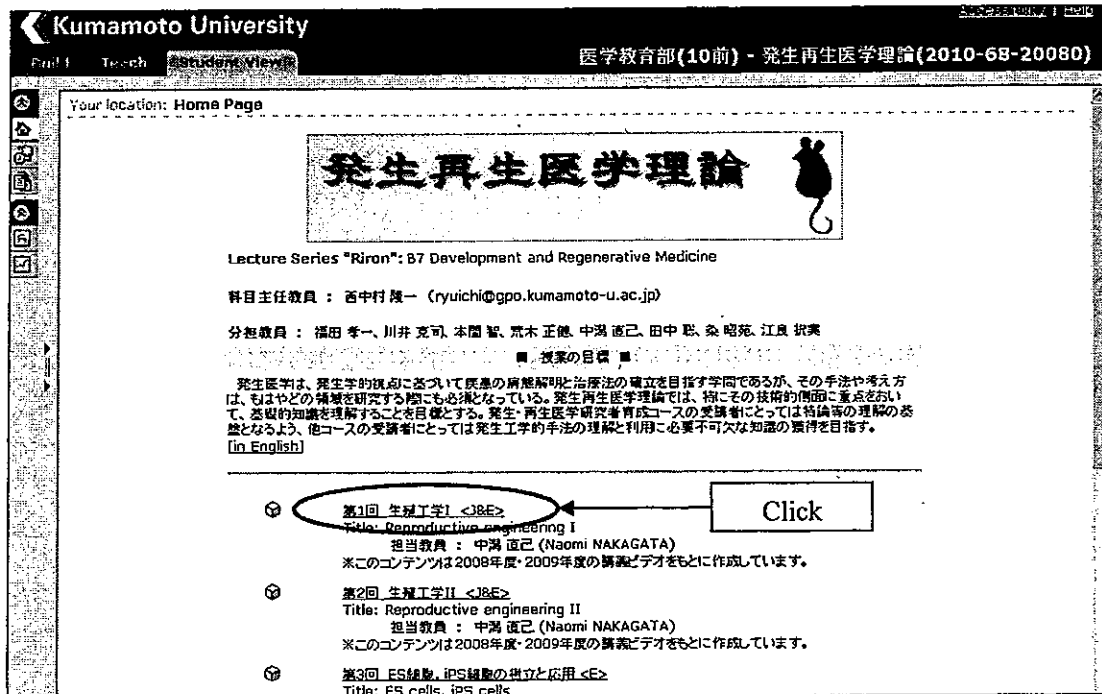 Accessibility | Help
Kumamoto University
Build Teach Student View
医学教育部(10前) - 発生再生医学理論(2010-68-20080)
Your location: Home Page
発生再生医学理論
Lecture Series "Riron": B7 Development and Regenerative Medicine
科目主任教員 : 西中村 隆一 (ryuichi@gpo.kumamoto-u.ac.jp)
分担教員 : 福田 孝一、川井 克司、本間 智、荒木 正健、中潟 直己、田中 聡、粂 昭苑、江良 択実
■ 授業の目標 ■
発生医学は、発生学的視点に基づいて疾患の病態解明と治療法の確立を目指す学問であるが、その手法や考え方
は、もはやどの領域を研究する際にも必須となっている。発生再生医学理論では、特にその技術的側面に重点をおい
て、基礎的知識を理解することを目標とする。発生・再生医学研究者育成コースの受講者にとっては特論等の理解の基
盤となるよう、他コースの受講者にとっては発生工学的手法の理解と利用に必要不可欠な知識の獲得を目指す。
[in English]
第1回 生殖工学I <J&E>
Click
Title: Reproductive engineering I
担当教員 : 中潟 直己 (Naomi NAKAGATA)
※このコンテンツは2008年度・2009年度の講義ビデオをもとに作成しています。
第2回 生殖工学II <J&E>
Title: Reproductive engineering II
担当教員 : 中潟 直己 (Naomi NAKAGATA)
※このコンテンツは2008年度・2009年度の講義ビデオをもとに作成しています。
第3回 ES細胞, iPS細胞の樹立と応用 <E>
Title: ES cells, iPS cells